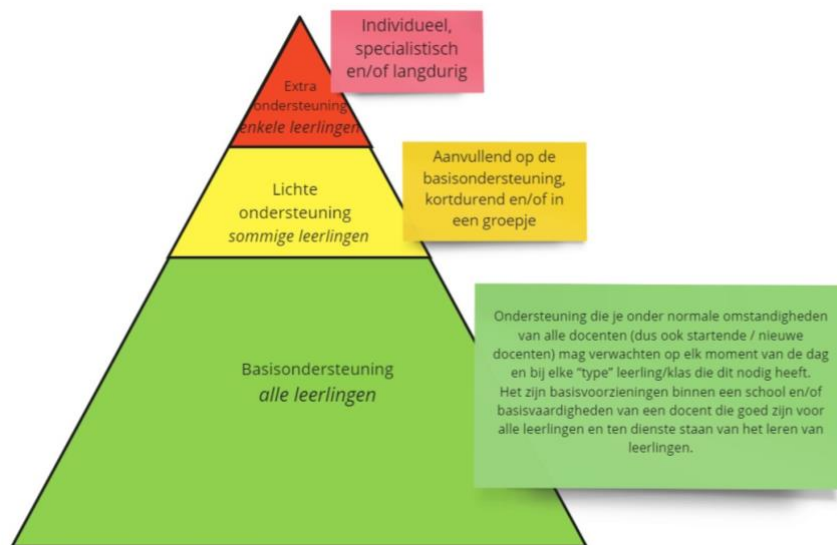 Individueel,
specialistisch
en/of langdurig
Extra
ondersteuning
enkele leerlingen
Aanvullend op de
basisondersteuning,
kortdurend en/of in
een groepje
Lichte
ondersteuning
sommige leerlingen
Ondersteuning die je onder normale omstandigheden
van alle docenten (dus ook startende / nieuwe
docenten) mag verwachten op elk moment van de dag
en bij elke “type” leerling/klas die dit nodig heeft.
Het zijn basisvoorzieningen binnen een school en/of
basisvaardigheden van een docent die goed zijn voor
alle leerlingen en ten dienste staan van het leren van
leerlingen.
Basisondersteuning
alle leerlingen